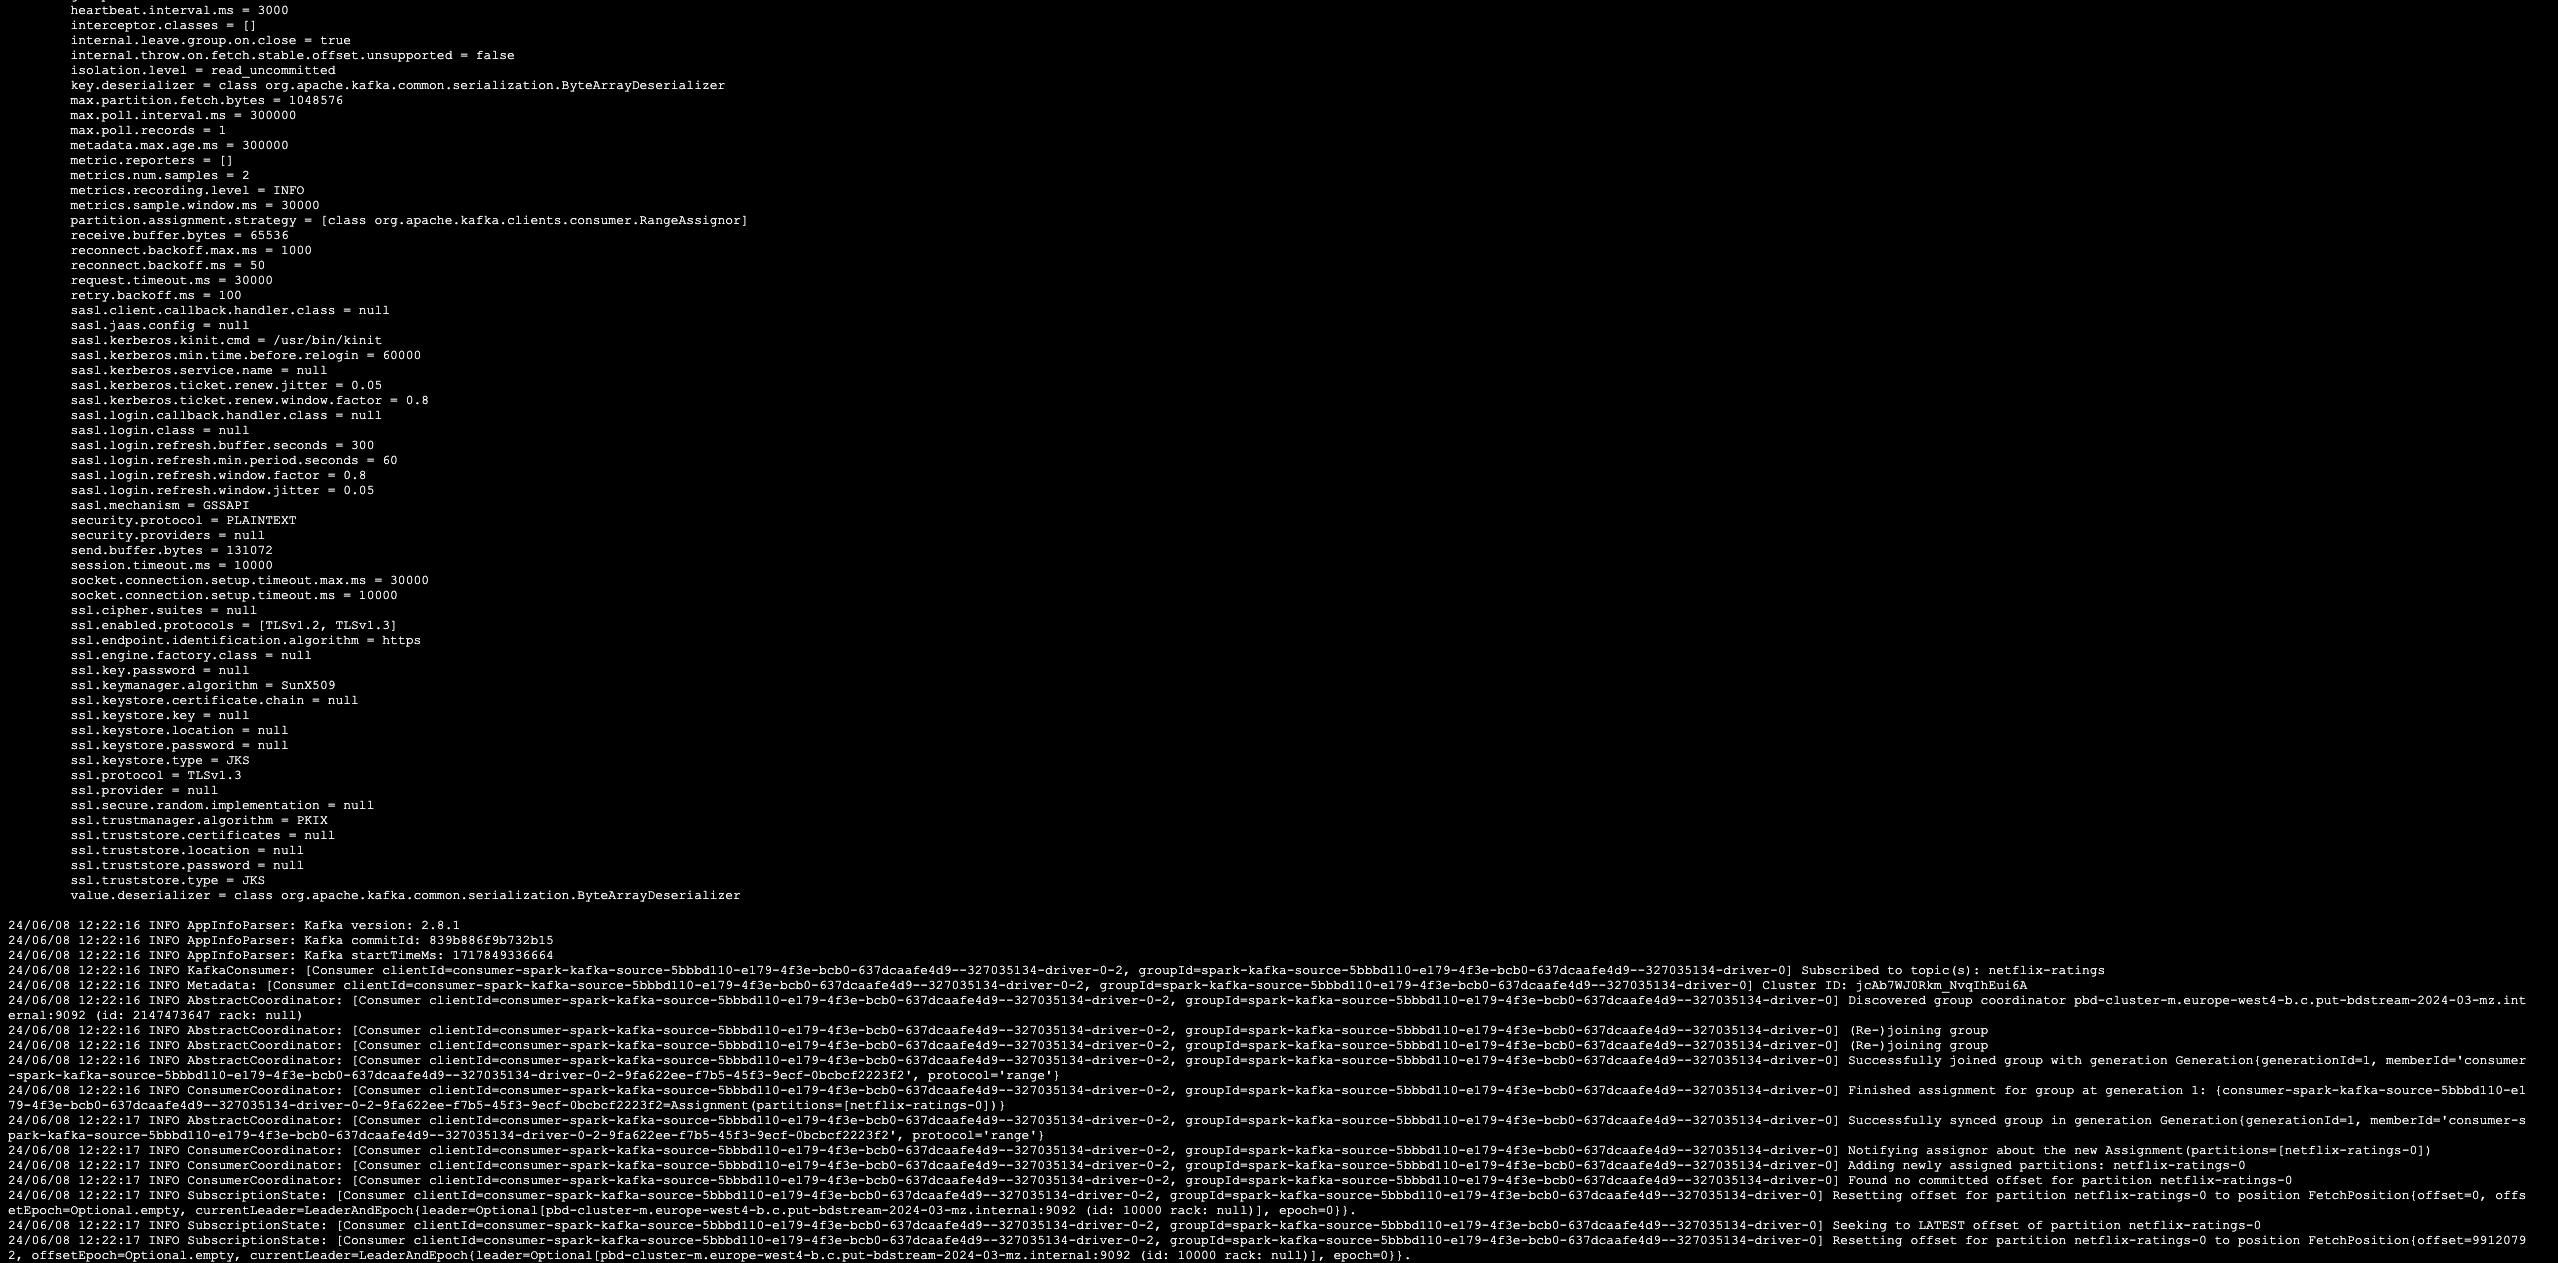 heartbeat.interval.ms = 3000
interceptor.classes = []
internal.leave.group.on.close = true
internal.throw.on.fetch.stable.offset.unsupported = false
isolation.level = read_uncommitted
key.deserializer = class org.apache.kafka.common.serialization.ByteArrayDeserializer
max.partition.fetch.bytes = 1048576
max.poll.interval.ms = 300000
max.poll.records = 1
metadata.max.age.ms = 300000
metric.reporters = []
metrics.num.samples = 2
metrics.recording.level = INFO
metrics.sample.window.ms = 30000
partition.assignment.strategy = [class org.apache.kafka.clients.consumer.RangeAssignor]
receive.buffer.bytes = 65536
reconnect.backoff.max.ms = 1000
reconnect.backoff.ms = 50
request.timeout.ms = 30000
retry.backoff.ms = 100
sasl.client.callback.handler.class = null
sasl.jaas.config = null
sasl.kerberos.kinit.cmd = /usr/bin/kinit
sasl.kerberos.min.time.before.relogin = 60000
sasl.kerberos.service.name = null
sasl.kerberos.ticket.renew.jitter = 0.05
sasl.kerberos.ticket.renew.window.factor = 0.8
sasl.login.callback.handler.class = null
sasl.login.class = null
sasl.login.refresh.buffer.seconds = 300
sasl.login.refresh.min.period.seconds = 60
sasl.login.refresh.window.factor = 0.8
sasl.login.refresh.window.jitter = 0.05
sasl.mechanism = GSSAPI
security.protocol = PLAINTEXT
security.providers = null
send.buffer.bytes = 131072
session.timeout.ms = 10000
socket.connection.setup.timeout.max.ms = 30000
socket.connection.setup.timeout.ms = 10000
ssl.cipher.suites = null
ssl.enabled.protocols = [TLSv1.2, TLSv1.3]
ssl.endpoint.identification.algorithm = https
ssl.engine.factory.class = null
ssl.key.password = null
ssl.keymanager.algorithm = SunX509
ssl.keystore.certificate.chain = null
ssl.keystore.key = null
ssl.keystore.location = null
ssl.keystore.password = null
ssl.keystore.type = JKS
ssl.protocol = TLSv1.3
ssl.provider = null
ssl.secure.random.implementation = null
ssl.trustmanager.algorithm = PKIX
ssl.truststore.certificates = null
ssl.truststore.location = null
ssl.truststore.password = null
ssl.truststore.type = JKS
value.deserializer = class org.apache.kafka.common.serialization.ByteArrayDeserializer
24/06/08 12:22:16 INFO AppInfoParser: Kafka version: 2.8.1
24/06/08 12:22:16 INFO AppInfoParser: Kafka commitId: 839b886f9b732b15
24/06/08 12:22:16 INFO AppInfoParser: Kafka startTimeMs: 1717849336664
24/06/08 12:22:16 INFO KafkaConsumer: [Consumer clientId=consumer-spark-kafka-source-5bbbd110-e179-4f3e-bcb0-637dcaafe4d9--327035134-driver-0-2, groupId=spark-kafka-source-5bbbd110-e179-4f3e-bcb0-637dcaafe4d9--327035134-driver-0] Subscribed to topic(s): netflix-ratings
24/06/08 12:22:16 INFO Metadata: [Consumer clientId=consumer-spark-kafka-source-5bbbd110-e179-4f3e-bcb0-637dcaafe4d9--327035134-driver-0-2, groupId=spark-kafka-source-5bbbd110-e179-4f3e-bcb0-637dcaafe4d9--327035134-driver-0] Cluster ID: jcAb7WJ0Rkm_NvqIhEui6A
24/06/08 12:22:16 INFO AbstractCoordinator: [Consumer clientId=consumer-spark-kafka-source-5bbbd110-e179-4f3e-bcb0-637dcaafe4d9--327035134-driver-0-2, groupId=spark-kafka-source-5bbbd110-e179-4f3e-bcb0-637dcaafe4d9--327035134-driver-0] Discovered group coordinator pbd-cluster-m.europe-west4-b.c.put-bdstream-2024-03-mz.int
ernal:9092 (id: 2147473647 rack: null)
24/06/08 12:22:16 INFO AbstractCoordinator: [Consumer clientId=consumer-spark-kafka-source-5bbbd110-e179-4f3e-bcb0-637dcaafe4d9--327035134-driver-0-2, groupId=spark-kafka-source-5bbbd110-e179-4f3e-bcb0-637dcaafe4d9--327035134-driver-0] (Re-)joining group
24/06/08 12:22:16 INFO AbstractCoordinator: [Consumer clientId=consumer-spark-kafka-source-5bbbd110-e179-4f3e-bcb0-637dcaafe4d9--327035134-driver-0-2, groupId=spark-kafka-source-5bbbd110-e179-4f3e-bcb0-637dcaafe4d9--327035134-driver-0] (Re-)joining group
24/06/08 12:22:16 INFO AbstractCoordinator: [Consumer clientId=consumer-spark-kafka-source-5bbbd110-e179-4f3e-bcb0-637dcaafe4d9--327035134-driver-0-2, groupId=spark-kafka-source-5bbbd110-e179-4f3e-bcb0-637dcaafe4d9--327035134-driver-0] Successfully joined group with generation Generation{generationId=1, memberId='consumer
-spark-kafka-source-5bbbd110-e179-4f3e-bcb0-637dcaafe4d9--327035134-driver-0-2-9fa622ee-f7b5-45f3-9ecf-0bcbcf2223f2', protocol='range'}
24/06/08 12:22:16 INFO ConsumerCoordinator: [Consumer clientId=consumer-spark-kafka-source-5bbbd110-e179-4f3e-bcb0-637dcaafe4d9--327035134-driver-0-2, groupId=spark-kafka-source-5bbbd110-e179-4f3e-bcb0-637dcaafe4d9--327035134-driver-0] Finished assignment for group at generation 1: {consumer-spark-kafka-source-5bbbd110-e1
79-4f3e-bcb0-637dcaafe4d9--327035134-driver-0-2-9fa622ee-f7b5-45f3-9ecf-0bcbcf2223f2=Assignment(partitions=[netflix-ratings-0])}
24/06/08 12:22:17 INFO AbstractCoordinator: [Consumer clientId=consumer-spark-kafka-source-5bbbd110-e179-4f3e-bcb0-637dcaafe4d9--327035134-driver-0-2, groupId=spark-kafka-source-5bbbd110-e179-4f3e-bcb0-637dcaafe4d9--327035134-driver-0] Successfully synced group in generation Generation{generationId=1, memberId='consumer-s
park-kafka-source-5bbbd110-e179-4f3e-bcb0-637dcaafe4d9--327035134-driver-0-2-9fa622ee-f7b5-45f3-9ecf-0bcbcf2223f2', protocol='range'}
24/06/08 12:22:17 INFO ConsumerCoordinator: [Consumer clientId=consumer-spark-kafka-source-5bbbd110-e179-4f3e-bcb0-637dcaafe4d9--327035134-driver-0-2, groupId=spark-kafka-source-5bbbd110-e179-4f3e-bcb0-637dcaafe4d9--327035134-driver-0] Notifying assignor about the new Assignment(partitions=[netflix-ratings-0])
24/06/08 12:22:17 INFO ConsumerCoordinator: [Consumer clientId=consumer-spark-kafka-source-5bbbd110-e179-4f3e-bcb0-637dcaafe4d9--327035134-driver-0-2, groupId=spark-kafka-source-5bbbd110-e179-4f3e-bcb0-637dcaafe4d9--327035134-driver-0] Adding newly assigned partitions: netflix-ratings-0
24/06/08 12:22:17 INFO ConsumerCoordinator: [Consumer clientId=consumer-spark-kafka-source-5bbbd110-e179-4f3e-bcb0-637dcaafe4d9--327035134-driver-0-2, groupId=spark-kafka-source-5bbbd110-e179-4f3e-bcb0-637dcaafe4d9--327035134-driver-0] Found no committed offset for partition netflix-ratings-0
24/06/08 12:22:17 INFO SubscriptionState: [Consumer clientId=consumer-spark-kafka-source-5bbbd110-e179-4f3e-bcb0-637dcaafe4d9--327035134-driver-0-2, groupId=spark-kafka-source-5bbbd110-e179-4f3e-bcb0-637dcaafe4d9--327035134-driver-0] Resetting offset for partition netflix-ratings-0 to position FetchPosition{offset=0, offs
etEpoch=Optional.empty, currentLeader=LeaderAndEpoch{leader=Optional[pbd-cluster-m.europe-west4-b.c.put-bdstream-2024-03-mz.internal:9092 (id: 10000 rack: null)], epoch=0}}.
24/06/08 12:22:17 INFO SubscriptionState: [Consumer clientId=consumer-spark-kafka-source-5bbbd110-e179-4f3e-bcb0-637dcaafe4d9--327035134-driver-0-2, groupId=spark-kafka-source-5bbbd110-e179-4f3e-bcb0-637dcaafe4d9--327035134-driver-0] Seeking to LATEST offset of partition netflix-ratings-0
24/06/08 12:22:17 INFO SubscriptionState: [Consumer clientId=consumer-spark-kafka-source-5bbbd110-e179-4f3e-bcb0-637dcaafe4d9--327035134-driver-0-2, groupId=spark-kafka-source-5bbbd110-e179-4f3e-bcb0-637dcaafe4d9--327035134-driver-0] Resetting offset for partition netflix-ratings-0 to position FetchPosition{offset=9912079
2, offsetEpoch=Optional.empty, currentLeader=LeaderAndEpoch{leader=Optional[pbd-cluster-m.europe-west4-b.c.put-bdstream-2024-03-mz.internal:9092 (id: 10000 rack: null)], epoch=0}}.